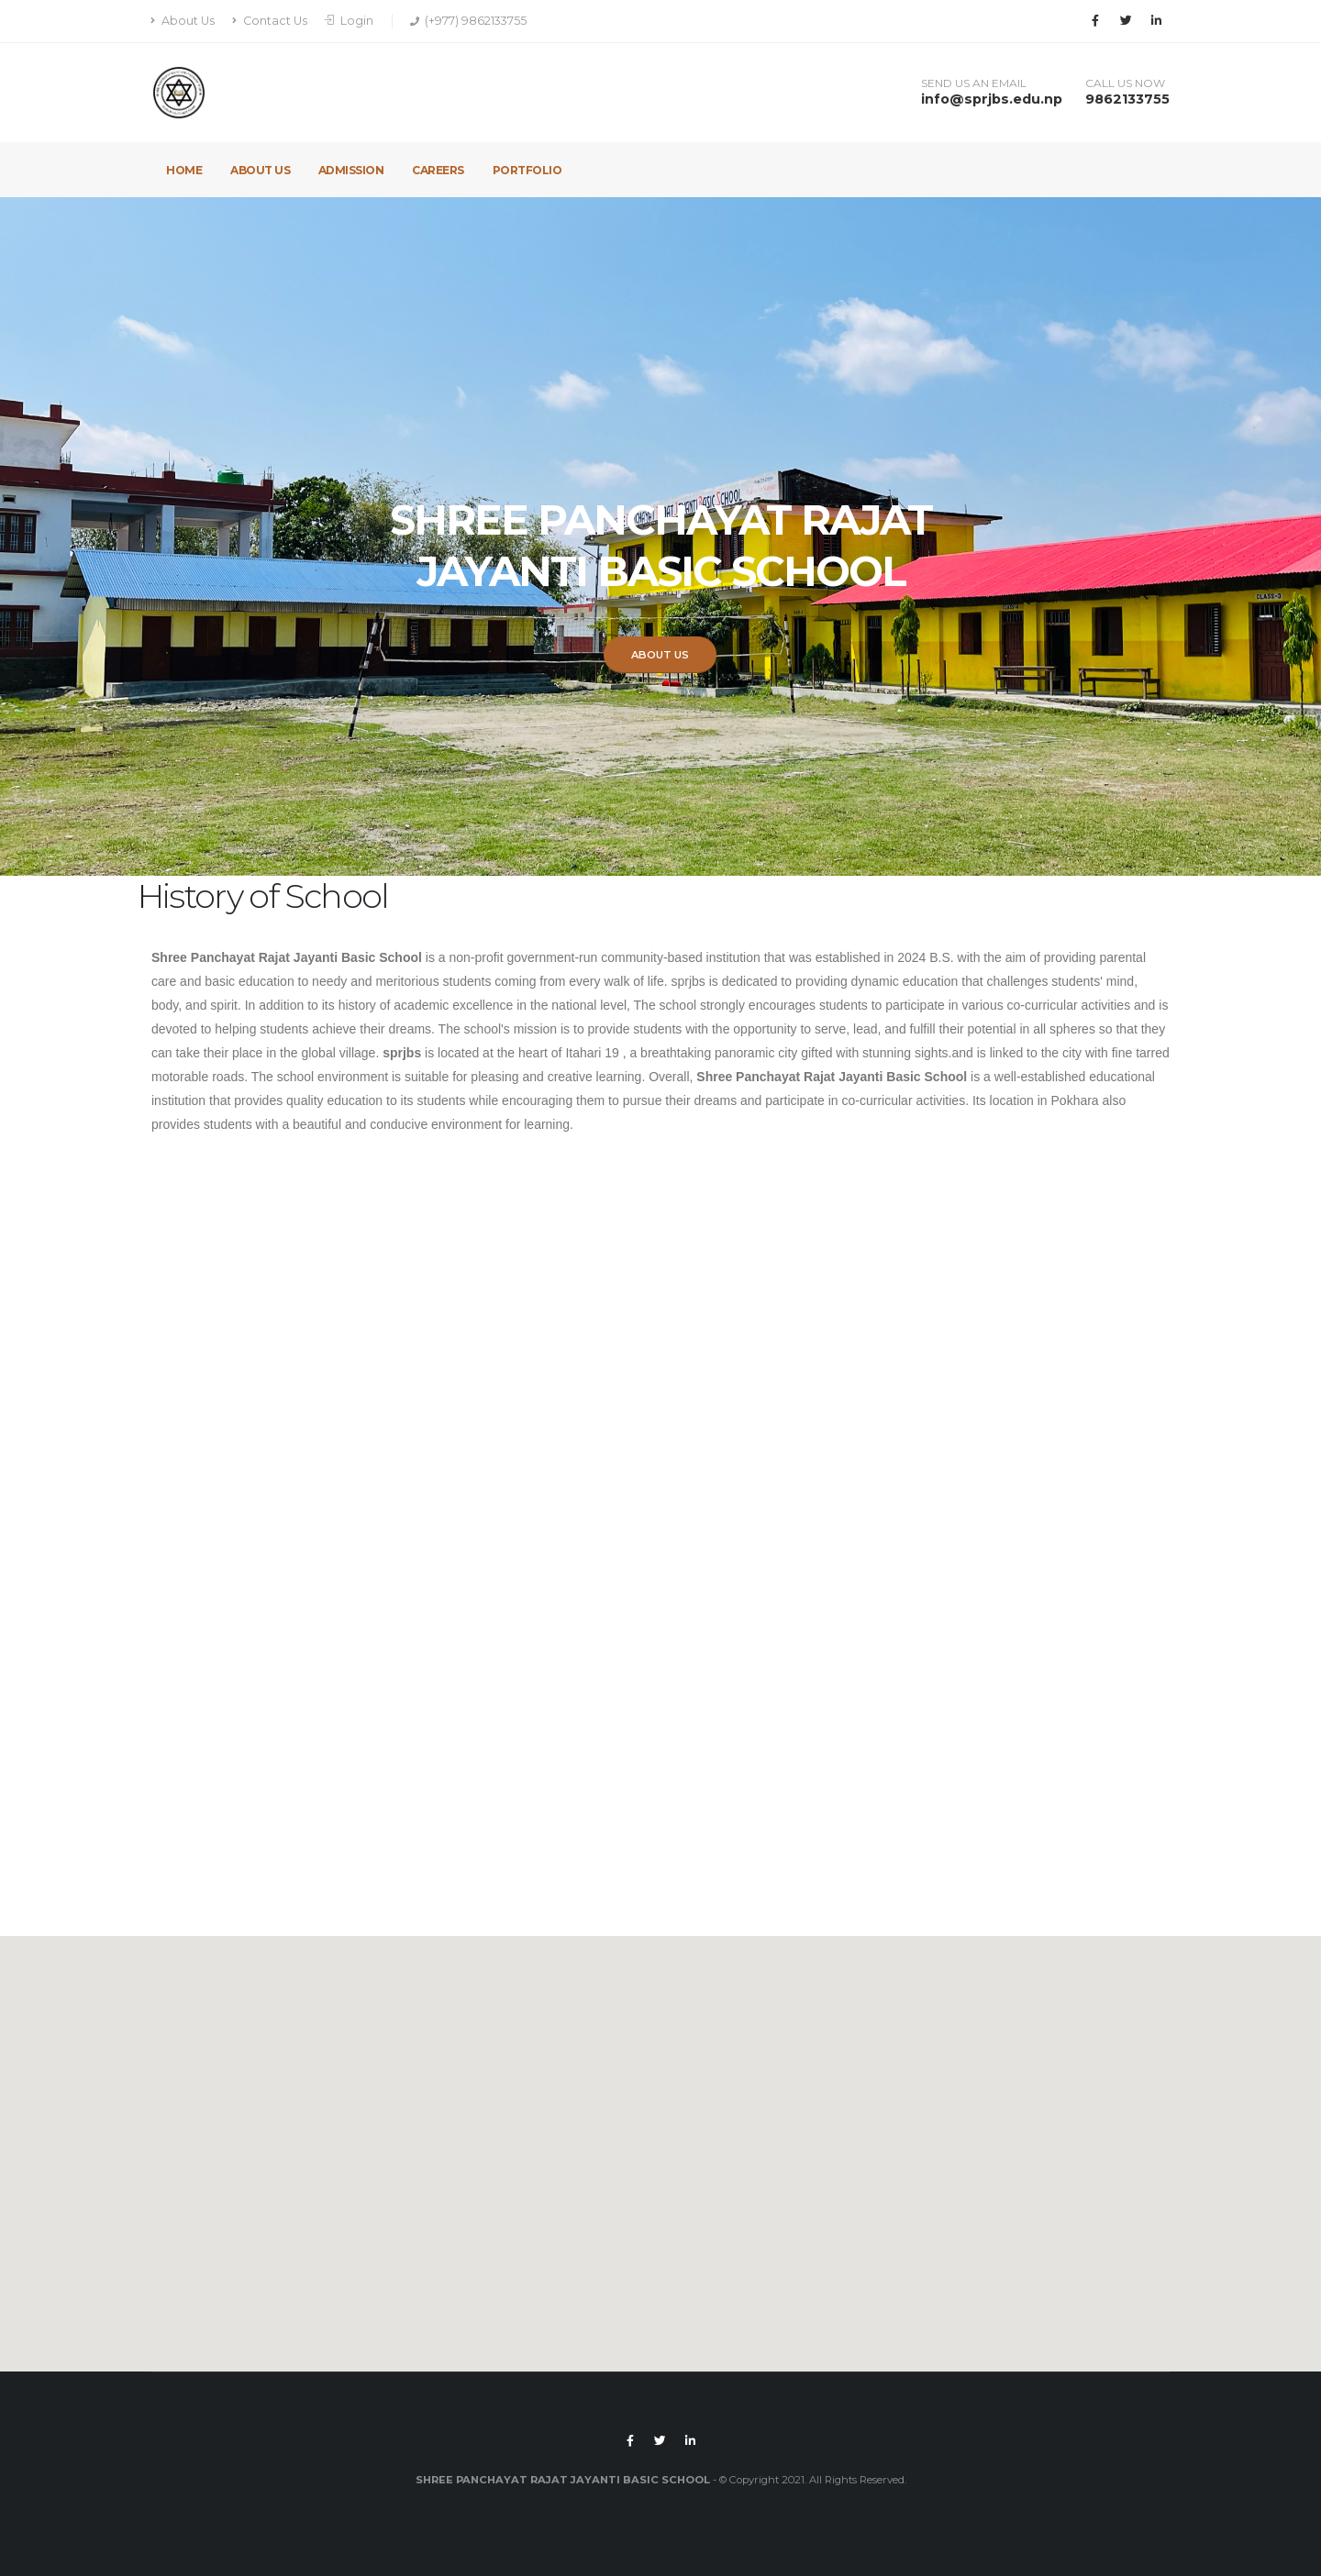 About Us Contact Us Login (+977) 9862133755
SEND US AN EMAIL
info@sprjbs.edu.np
CALL US NOW
9862133755
HOME ABOUT US ADMISSION CAREERS PORTFOLIO
SHREE PANCHAYAT RAJAT
JAYANTI BASIC SCHOOL
ABOUT US
CLASS-3
History of School
Shree Panchayat Rajat Jayanti Basic School is a non-profit government-run community-based institution that was established in 2024 B.S. with the aim of providing parental
care and basic education to needy and meritorious students coming from every walk of life. sprjbs is dedicated to providing dynamic education that challenges students' mind,
body, and spirit. In addition to its history of academic excellence in the national level, The school strongly encourages students to participate in various co-curricular activities and is
devoted to helping students achieve their dreams. The school's mission is to provide students with the opportunity to serve, lead, and fulfill their potential in all spheres so that they
can take their place in the global village. sprjbs is located at the heart of Itahari 19 , a breathtaking panoramic city gifted with stunning sights.and is linked to the city with fine tarred
motorable roads. The school environment is suitable for pleasing and creative learning. Overall, Shree Panchayat Rajat Jayanti Basic School is a well-established educational
institution that provides quality education to its students while encouraging them to pursue their dreams and participate in co-curricular activities. Its location in Pokhara also
provides students with a beautiful and conducive environment for learning.
SHREE PANCHAYAT RAJAT JAYANTI BASIC SCHOOL - © Copyright 2021. All Rights Reserved.